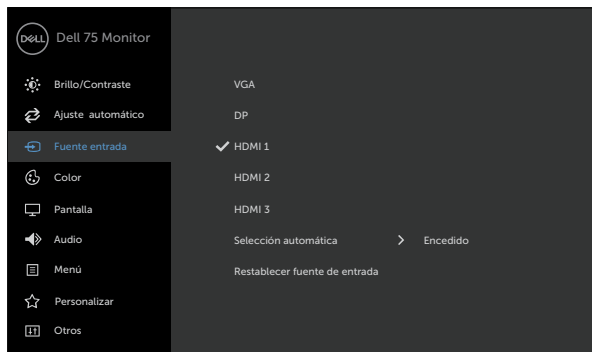 DELL
Dell 75 Monitor
Brillo/Contraste
Ajuste automático
Fuente entrada
Color
Pantalla
Audio
Menú
Personalizar
Otros
VGA
DP
HDMI 1
HDMI 2
HDMI 3
Selección automática
Encedido
Restablecer fuente de entrada